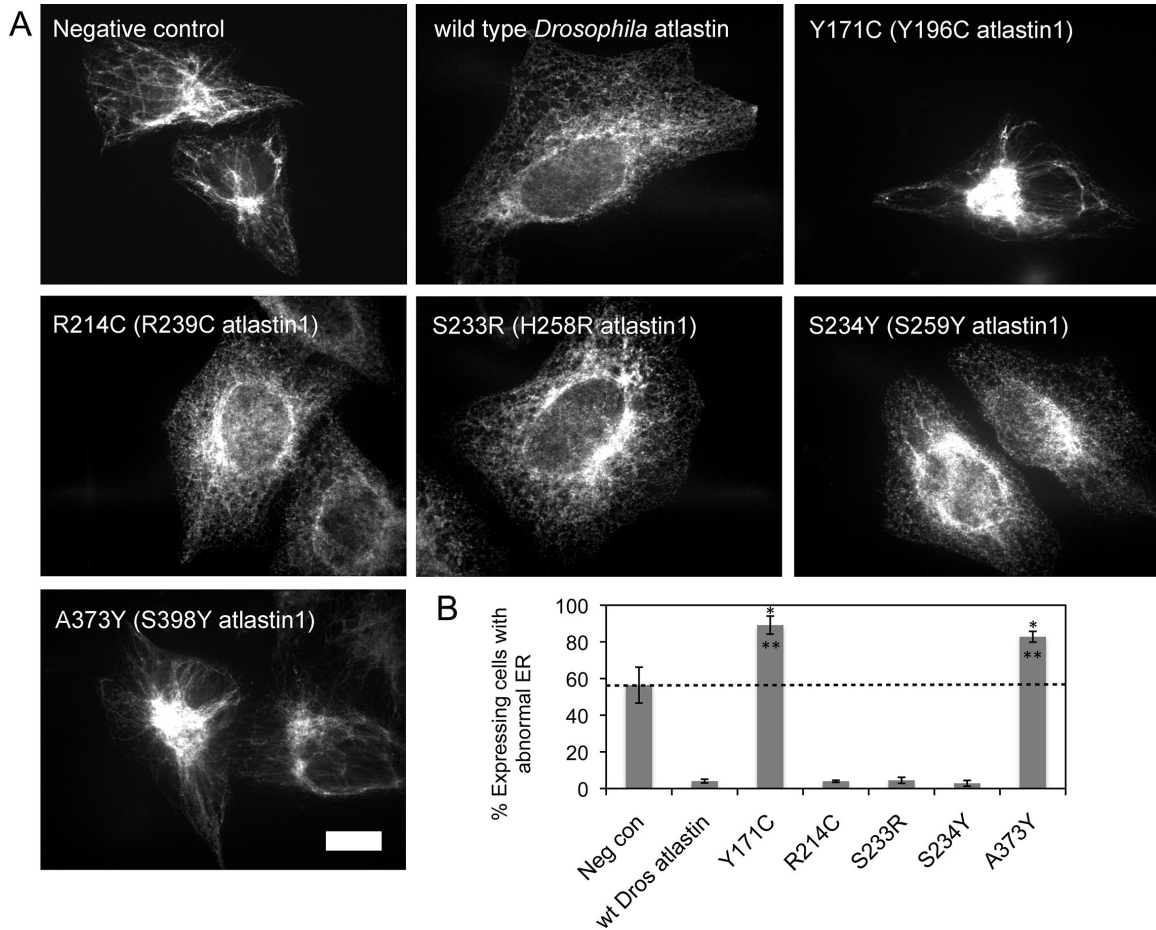 A
Negative control
wild type Drosophila atlastin
Y171C (Y196C atlastin1)
R214C (R239C atlastin1)
S233R (H258R atlastin1)
S234Y (S259Y atlastin1)
A373Y (S398Y atlastin1)
B
% Expressing cells with
abnormal ER
100
80
60
40
20
0
*
**
*
**
Neg con
wt Dros atlastin
Y171C
R214C
S233R
S234Y
A373Y